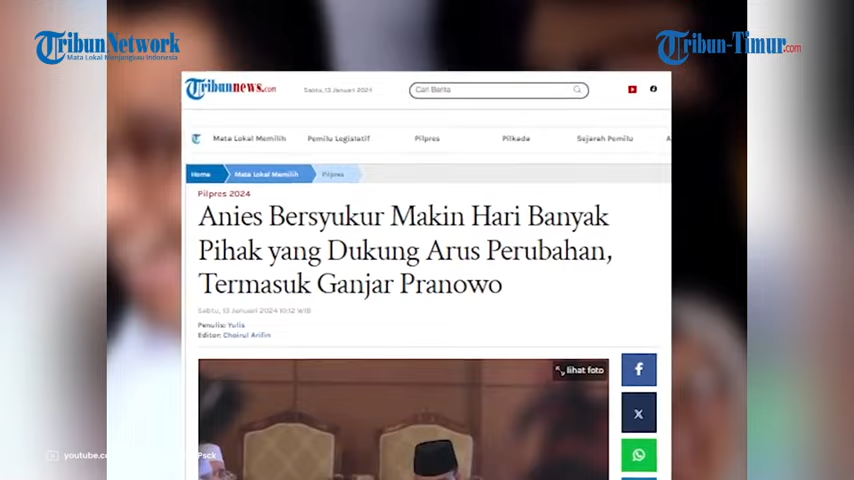 TribunNetwork
Mata Lokal Menjangkau Indonesia
Tribun-Timur.com
Tribunnews.com
Sabtu, 13 Januari 2024
Cari Berita
Mata Lokal Memilih
Pemilu Legislatif
Pilpres
Pilkada
Sejarah Pemilu
A
Home
Mata Lokal Memilih
Pilpres
Pilpres 2024
Anies Bersyukur Makin Hari Banyak
Pihak yang Dukung Arus Perubahan,
Termasuk Ganjar Pranowo
Sabtu, 13 Januari 2024 10:12 WIB
Penulis: Yulis
Editor: Choirul Arifin
lihat foto
youtube.c
Psck